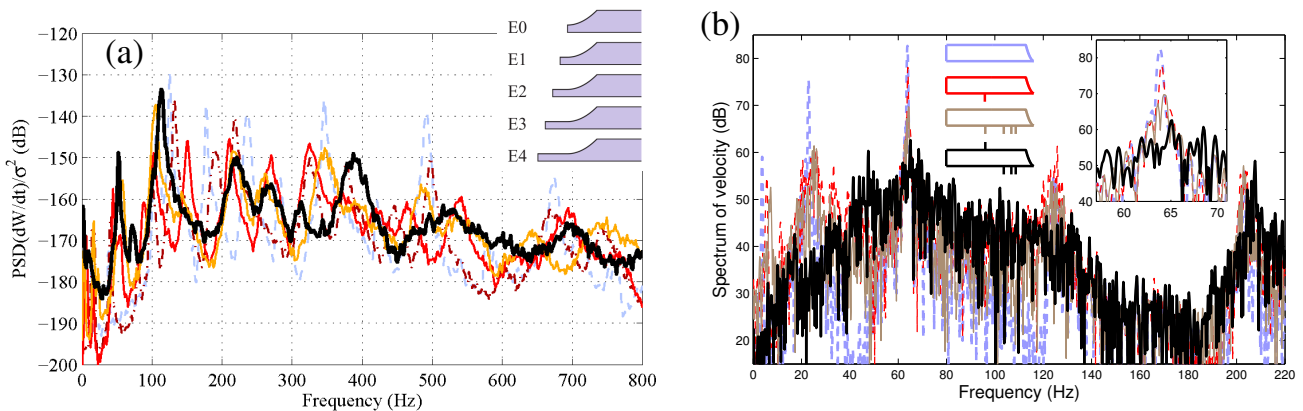 (a)
PSD(dW/dt)/σ² (dB)
−120
−130
−140
−150
−160
−170
−180
−190
−200
0 100 200 300 400 500 600 700 800
Frequency (Hz)
E0
E1
E2
E3
E4
(b)
Spectrum of velocity (dB)
80
70
60
50
40
30
20
0 20 40 60 80 100 120 140 160 180 200 220
Frequency (Hz)
80
70
60
50
40
60 65 70